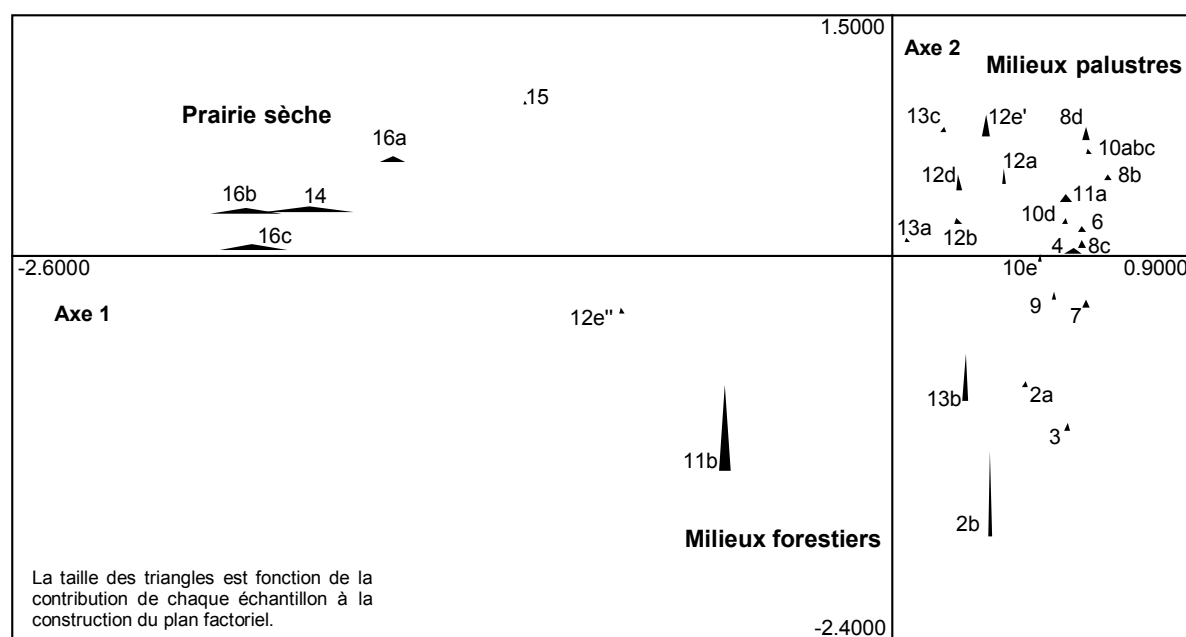 1.5000
Axe 2
Milieux palustres
Prairie sèche
15
13c
12e'
8d
16a
10abc
12a
12d
8b
16b
14
11a
10d
6
16c
13a
12b
4
8c
-2.6000
10e
0.9000
Axe 1
12e"
9
7
13b
2a
3
11b
2b
Milieux forestiers
La taille des triangles est fonction de la
contribution de chaque échantillon à la
construction du plan factoriel.
-2.4000